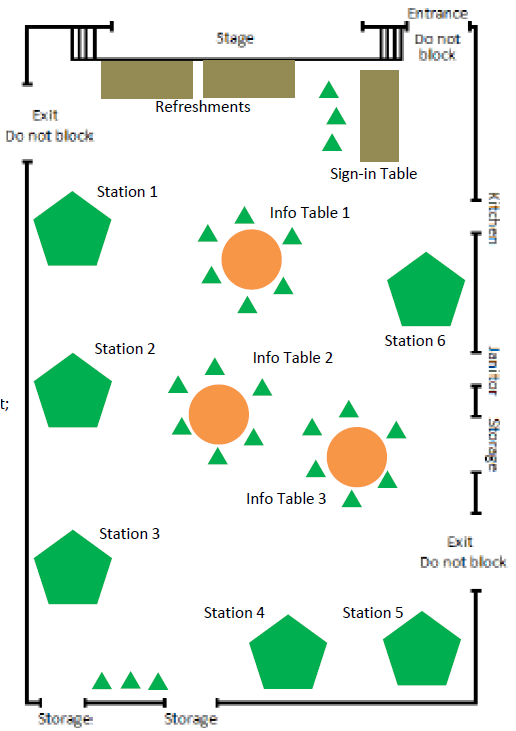 Entrance
Do not
block
Stage
Refreshments
Exit
Do not block
Sign-in Table
Station 1
Info Table 1
Kitchen
Station 6
Station 2
Info Table 2
Janitor
t;
Storage
Info Table 3
Station 3
Exit
Do not block
Station 4
Station 5
Storage
Storage